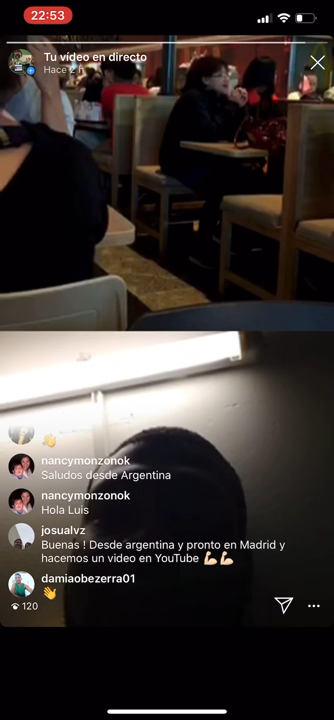 22:53
Tu vídeo en directo
Hace 2 h
👋
nancymonzonok
Saludos desde Argentina
nancymonzonok
Hola Luis
josualvz
Buenas ! Desde argentina y pronto en Madrid y
hacemos un video en YouTube 💪🏻💪🏻
damiaobezerra01
👋
120